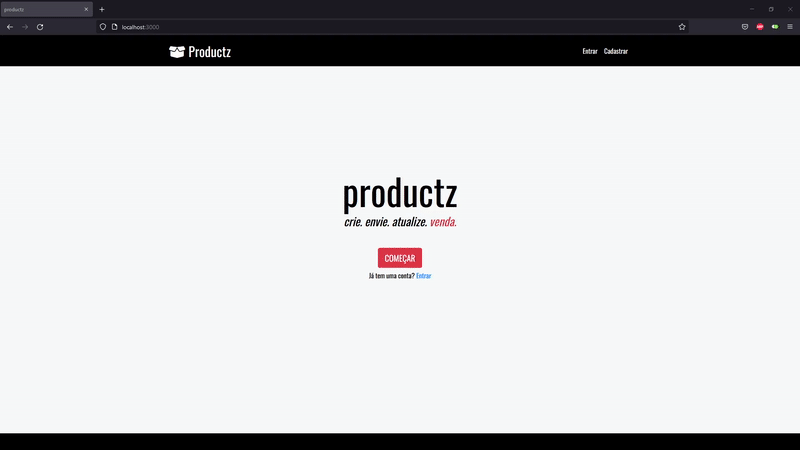 productz
localhost:3000
Productz
Entrar Cadastrar
productz
crie. envie. atualize. venda.
COMEÇAR
Já tem uma conta? Entrar